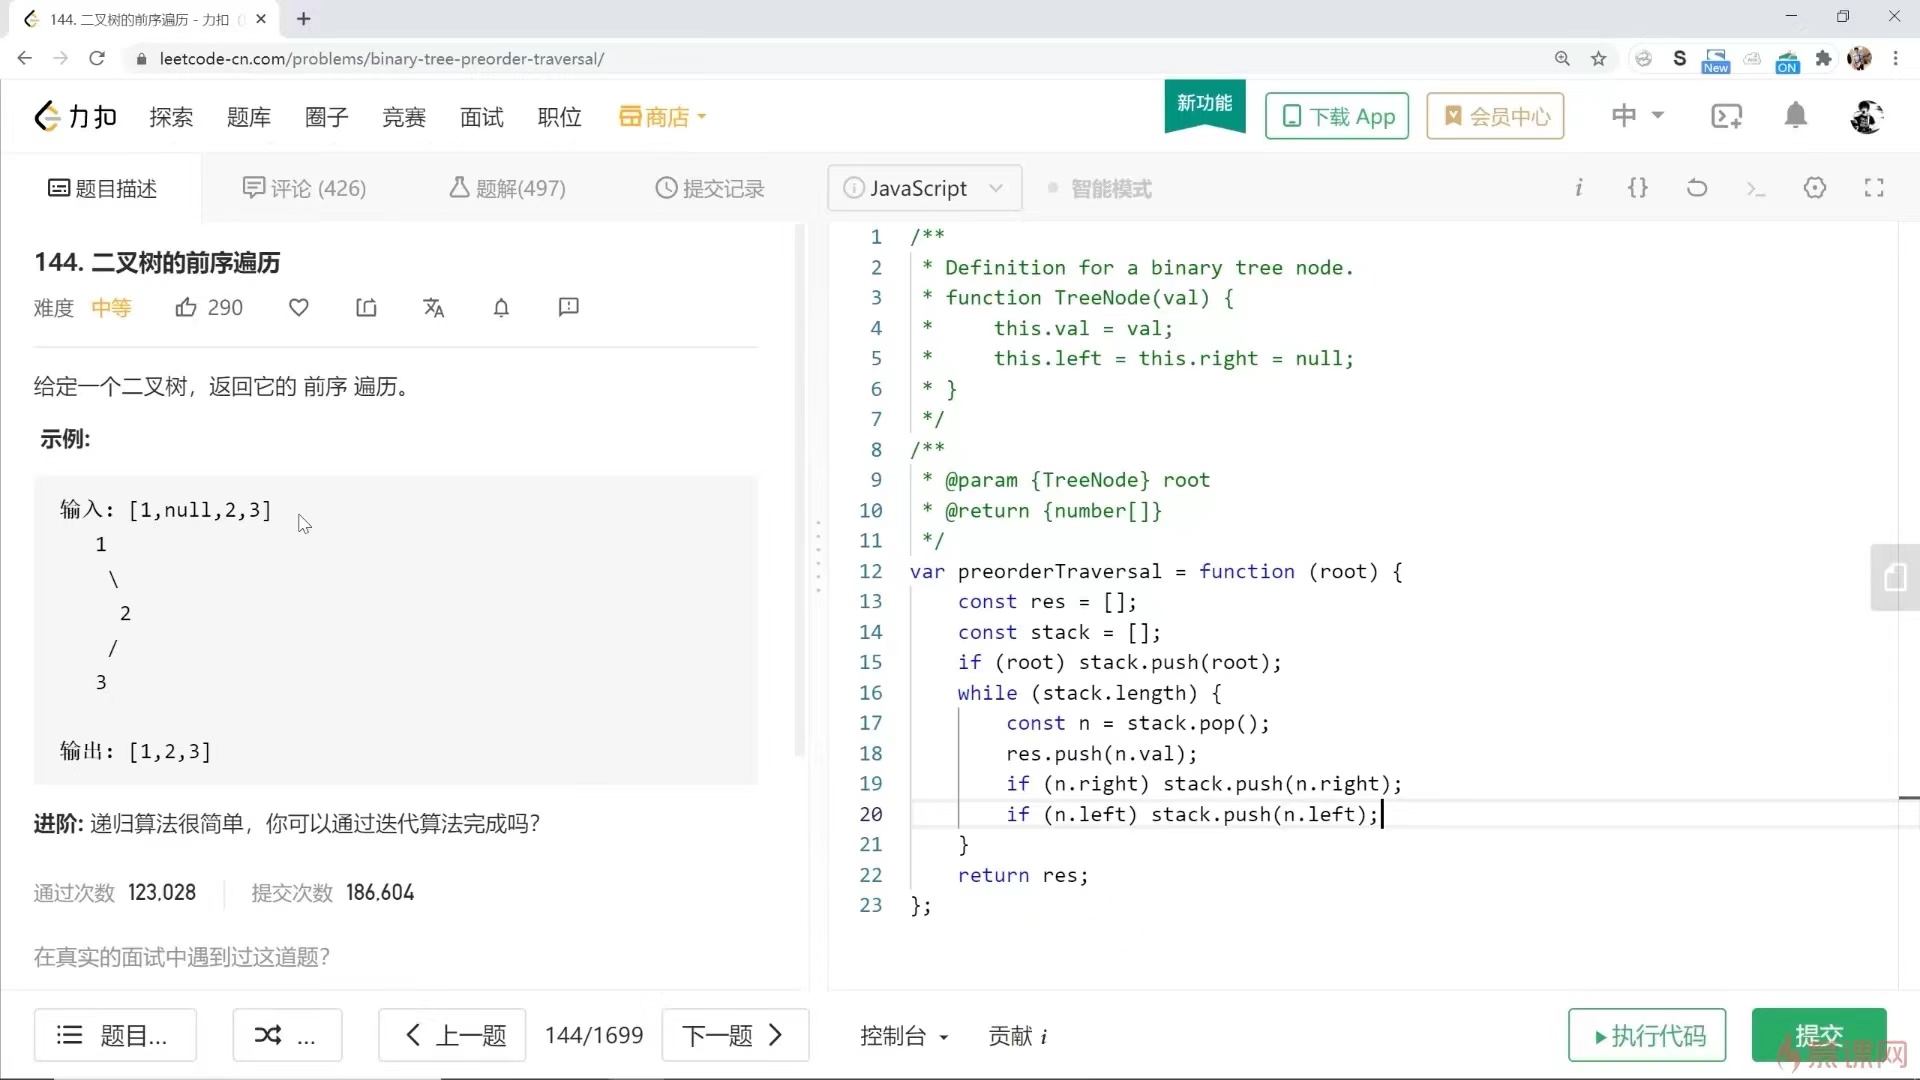 144. 二叉树的前序遍历 - 力扣 (
leetcode-cn.com/problems/binary-tree-preorder-traversal/
S
New
ON
力扣 探索 题库 圈子 竞赛 面试 职位 商店
新功能
下载 App
会员中心
中
题目描述
评论 (426)
题解(497)
提交记录
JavaScript
智能模式
144. 二叉树的前序遍历
难度 中等 290
给定一个二叉树，返回它的 前序 遍历。
示例:
输入: [1,null,2,3]
1
\
2
/
3
输出: [1,2,3]
进阶: 递归算法很简单，你可以通过迭代算法完成吗？
通过次数 123,028 提交次数 186,604
在真实的面试中遇到过这道题？
1 /**
2 * Definition for a binary tree node.
3 * function TreeNode(val) {
4 *     this.val = val;
5 *     this.left = this.right = null;
6 * }
7 */
8 /**
9 * @param {TreeNode} root
10 * @return {number[]}
11 */
12 var preorderTraversal = function (root) {
13     const res = [];
14     const stack = [];
15     if (root) stack.push(root);
16     while (stack.length) {
17         const n = stack.pop();
18         res.push(n.val);
19         if (n.right) stack.push(n.right);
20         if (n.left) stack.push(n.left);
21     }
22     return res;
23 };
题目...
...
上一题
144/1699
下一题
控制台
贡献 i
执行代码
提交
慕课网